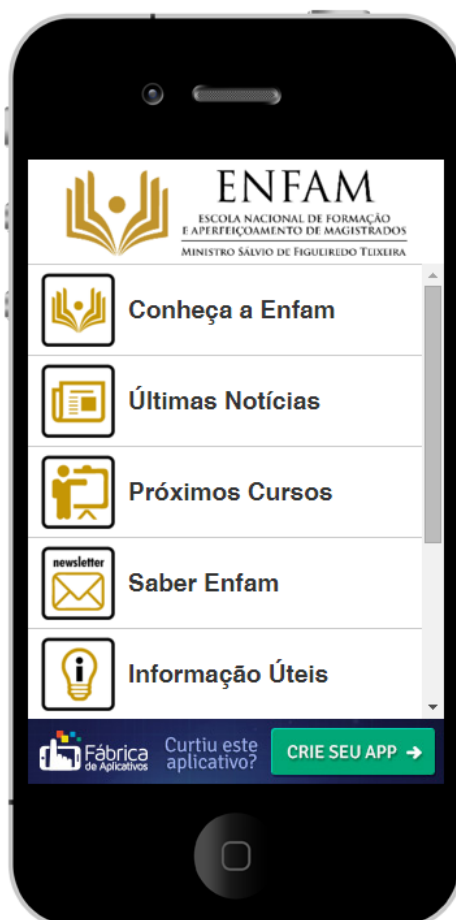 ENFAM
ESCOLA NACIONAL DE FORMAÇÃO
E APERFEIÇOAMENTO DE MAGISTRADOS
MINISTRO SÁLVIO DE FIGUEIREDO TEIXEIRA
Conheça a Enfam
Últimas Notícias
Próximos Cursos
newsletter
Saber Enfam
Informação Úteis
Fábrica
de Aplicativos
Curtiu este
aplicativo?
CRIE SEU APP